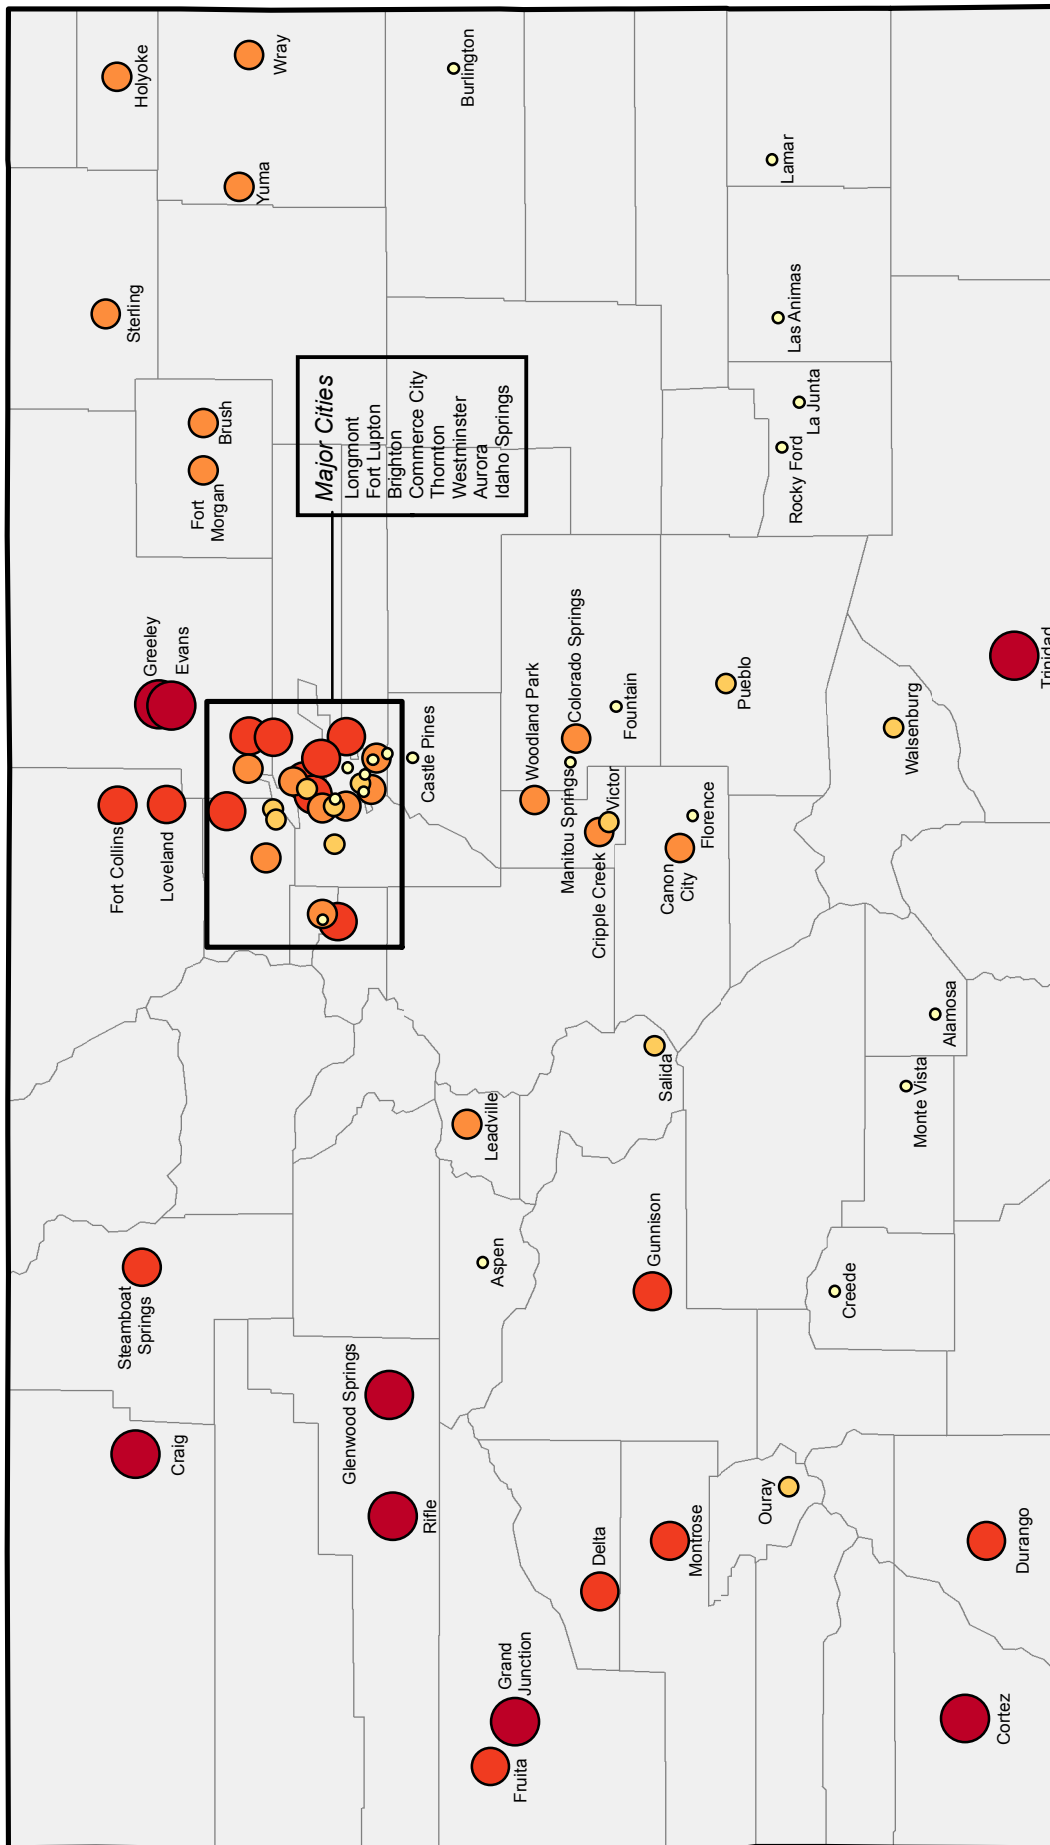 Steamboat
Springs
Craig
Fort Collins
Loveland
Greeley
Evans
Sterling
Holyoke
Fort
Morgan
Brush
Yuma
Wray
Major Cities
Longmont
Fort Lupton
Brighton
Commerce City
Thornton
Westminster
Aurora
Idaho Springs
Glenwood Springs
Rifle
Castle Pines
Burlington
Leadville
Aspen
Grand
Junction
Fruita
Woodland Park
Manitou Springs
Colorado Springs
Cripple Creek
Victor
Fountain
Delta
Gunnison
Salida
Canon
City
Florence
Montrose
Pueblo
Ouray
Rocky Ford
La Junta
Las Animas
Lamar
Creede
Walsenburg
Monte Vista
Alamosa
Cortez
Durango
Trinidad